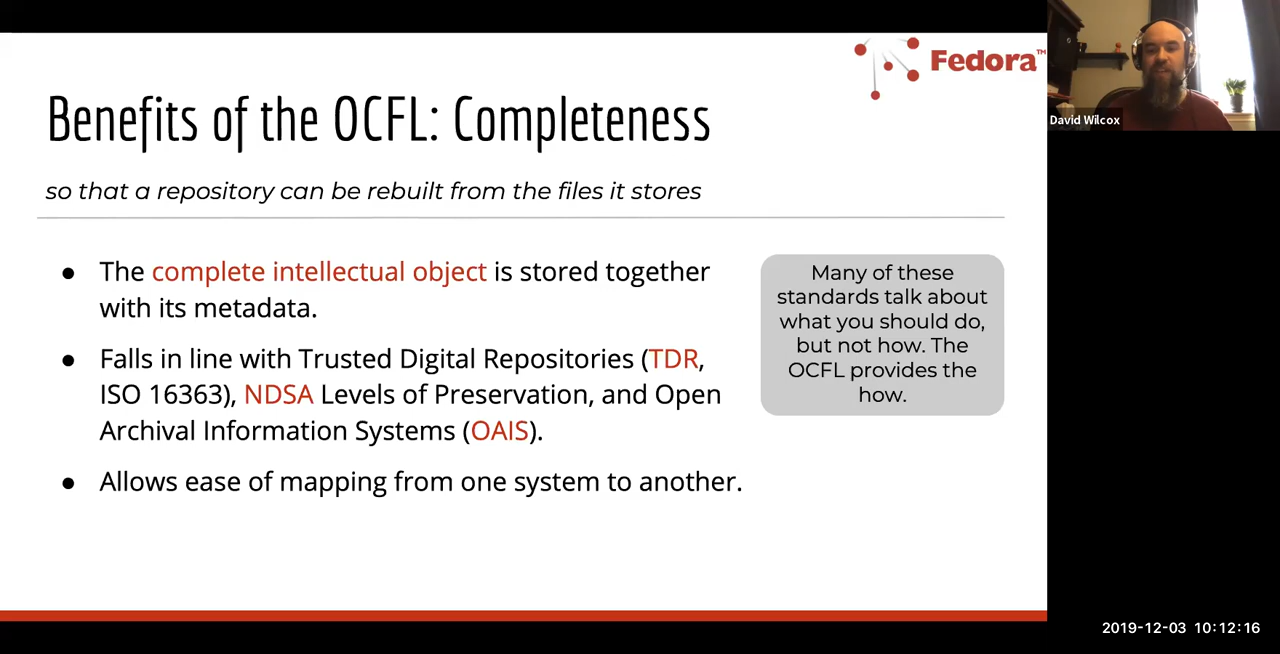 Fedora™
Benefits of the OCFL: Completeness
so that a repository can be rebuilt from the files it stores
● The complete intellectual object is stored together
with its metadata.
● Falls in line with Trusted Digital Repositories (TDR,
ISO 16363), NDSA Levels of Preservation, and Open
Archival Information Systems (OAIS).
● Allows ease of mapping from one system to another.
Many of these
standards talk about
what you should do,
but not how. The
OCFL provides the
how.
David Wilcox
2019-12-03 10:12:16